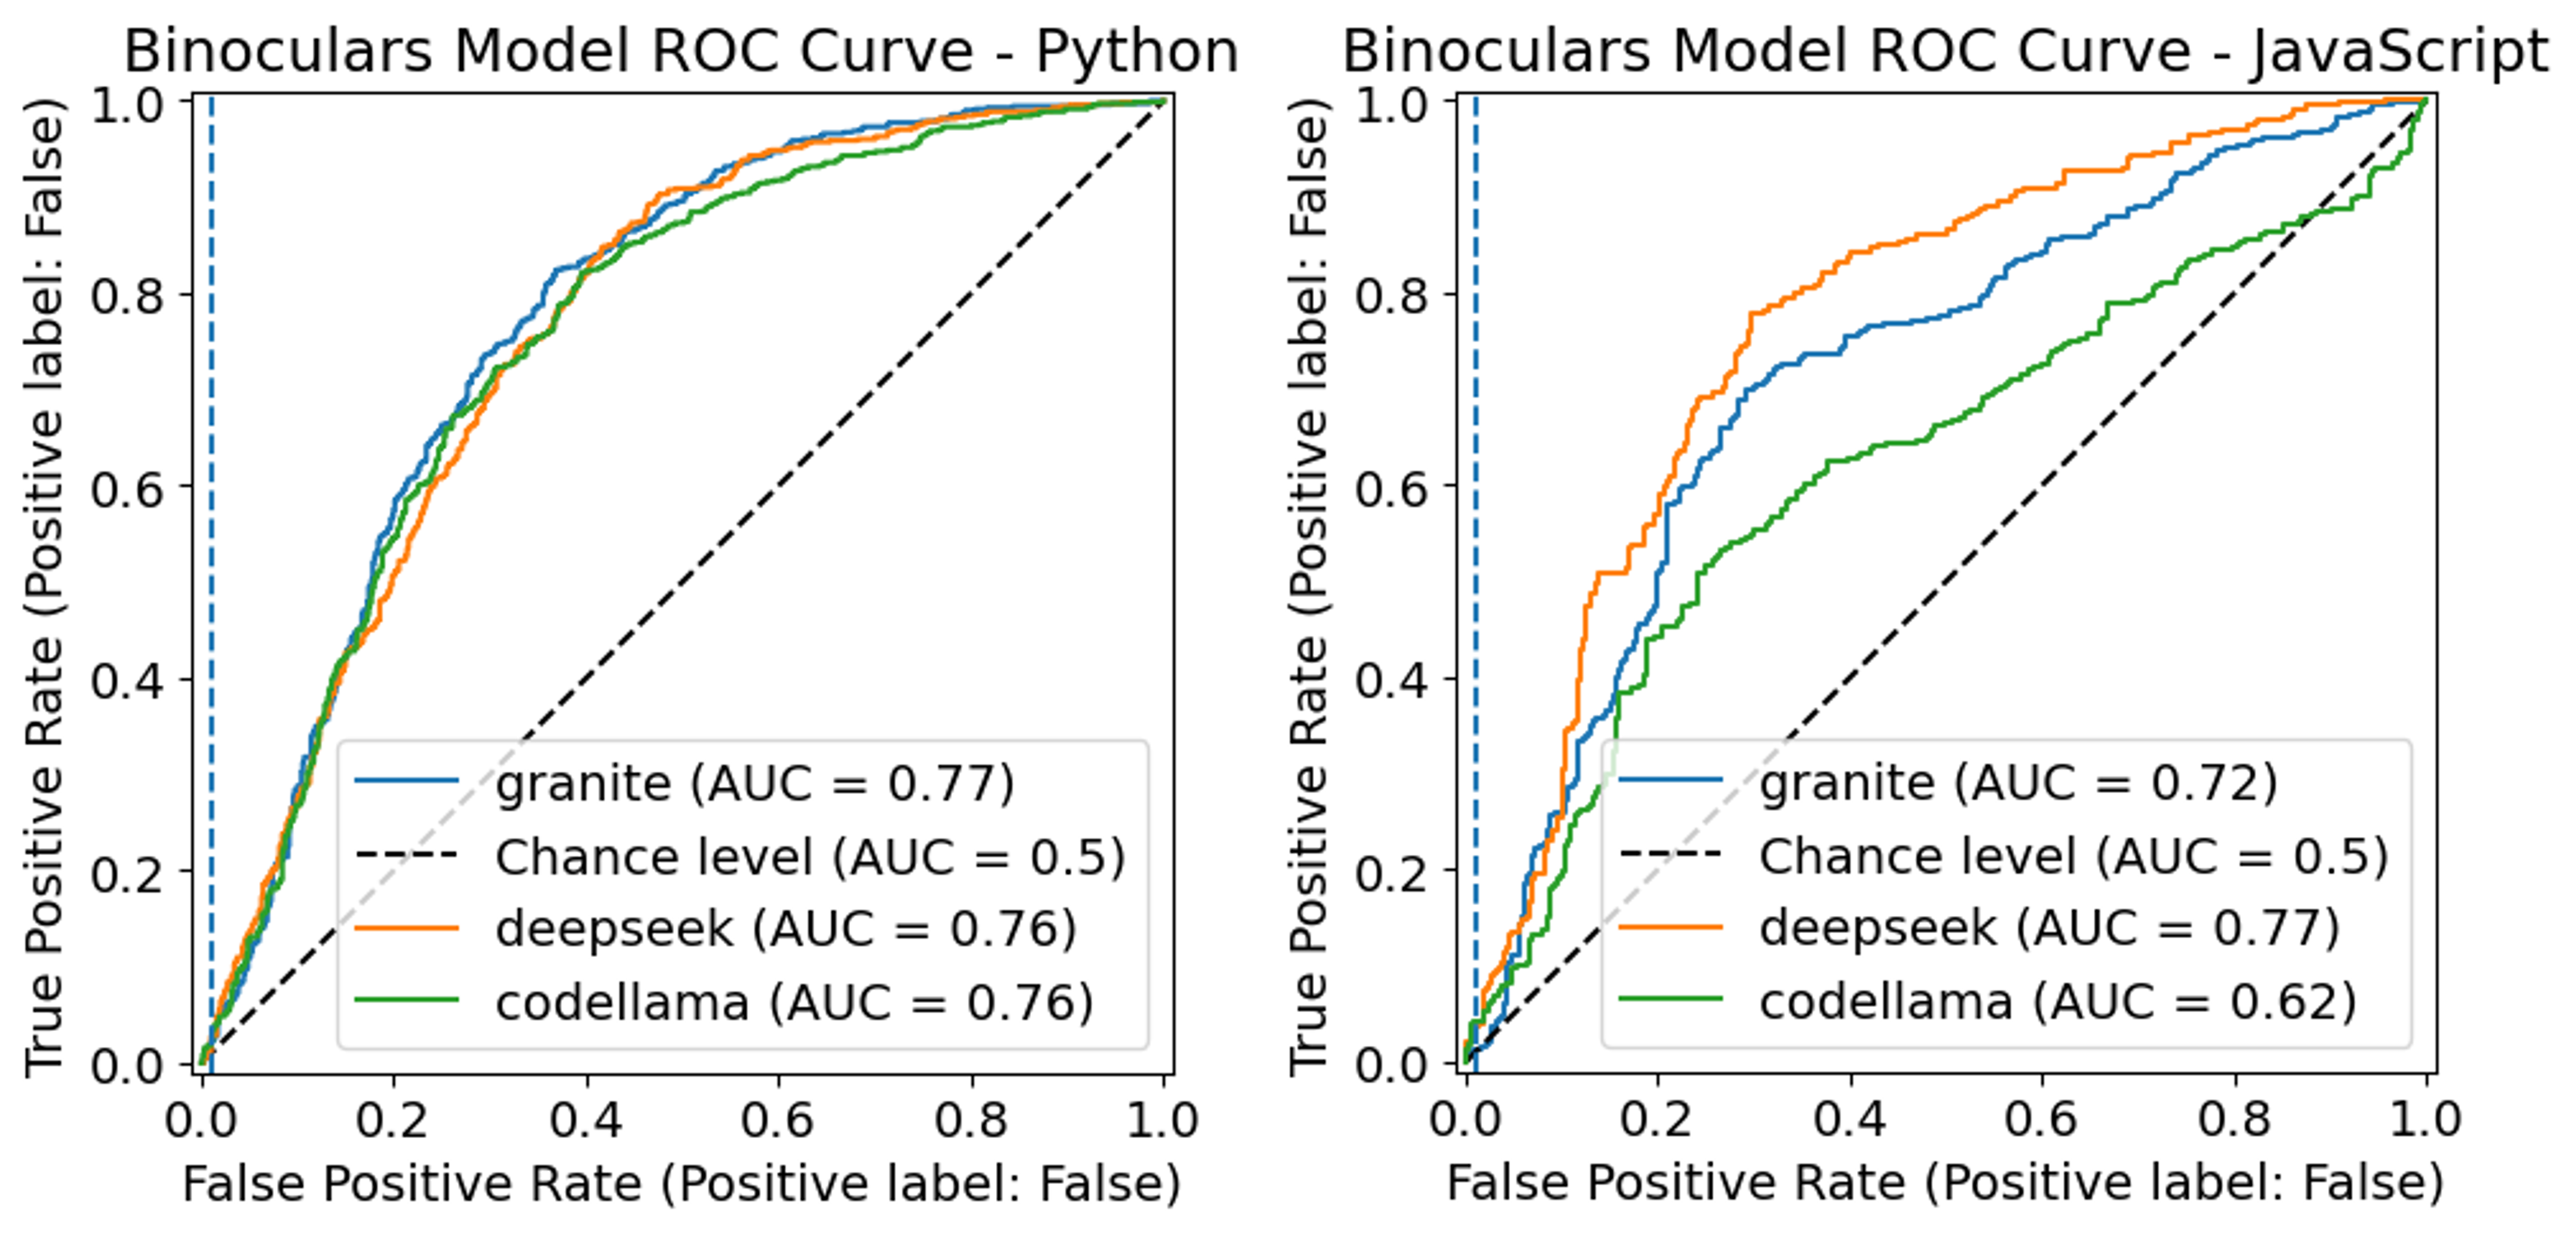 Binoculars Model ROC Curve - Python
True Positive Rate (Positive label: False)
1.0
0.8
0.6
0.4
0.2
0.0
granite (AUC = 0.77)
Chance level (AUC = 0.5)
deepseek (AUC = 0.76)
codellama (AUC = 0.76)
0.0 0.2 0.4 0.6 0.8 1.0
False Positive Rate (Positive label: False)
Binoculars Model ROC Curve - JavaScript
True Positive Rate (Positive label: False)
1.0
0.8
0.6
0.4
0.2
0.0
granite (AUC = 0.72)
Chance level (AUC = 0.5)
deepseek (AUC = 0.77)
codellama (AUC = 0.62)
0.0 0.2 0.4 0.6 0.8 1.0
False Positive Rate (Positive label: False)